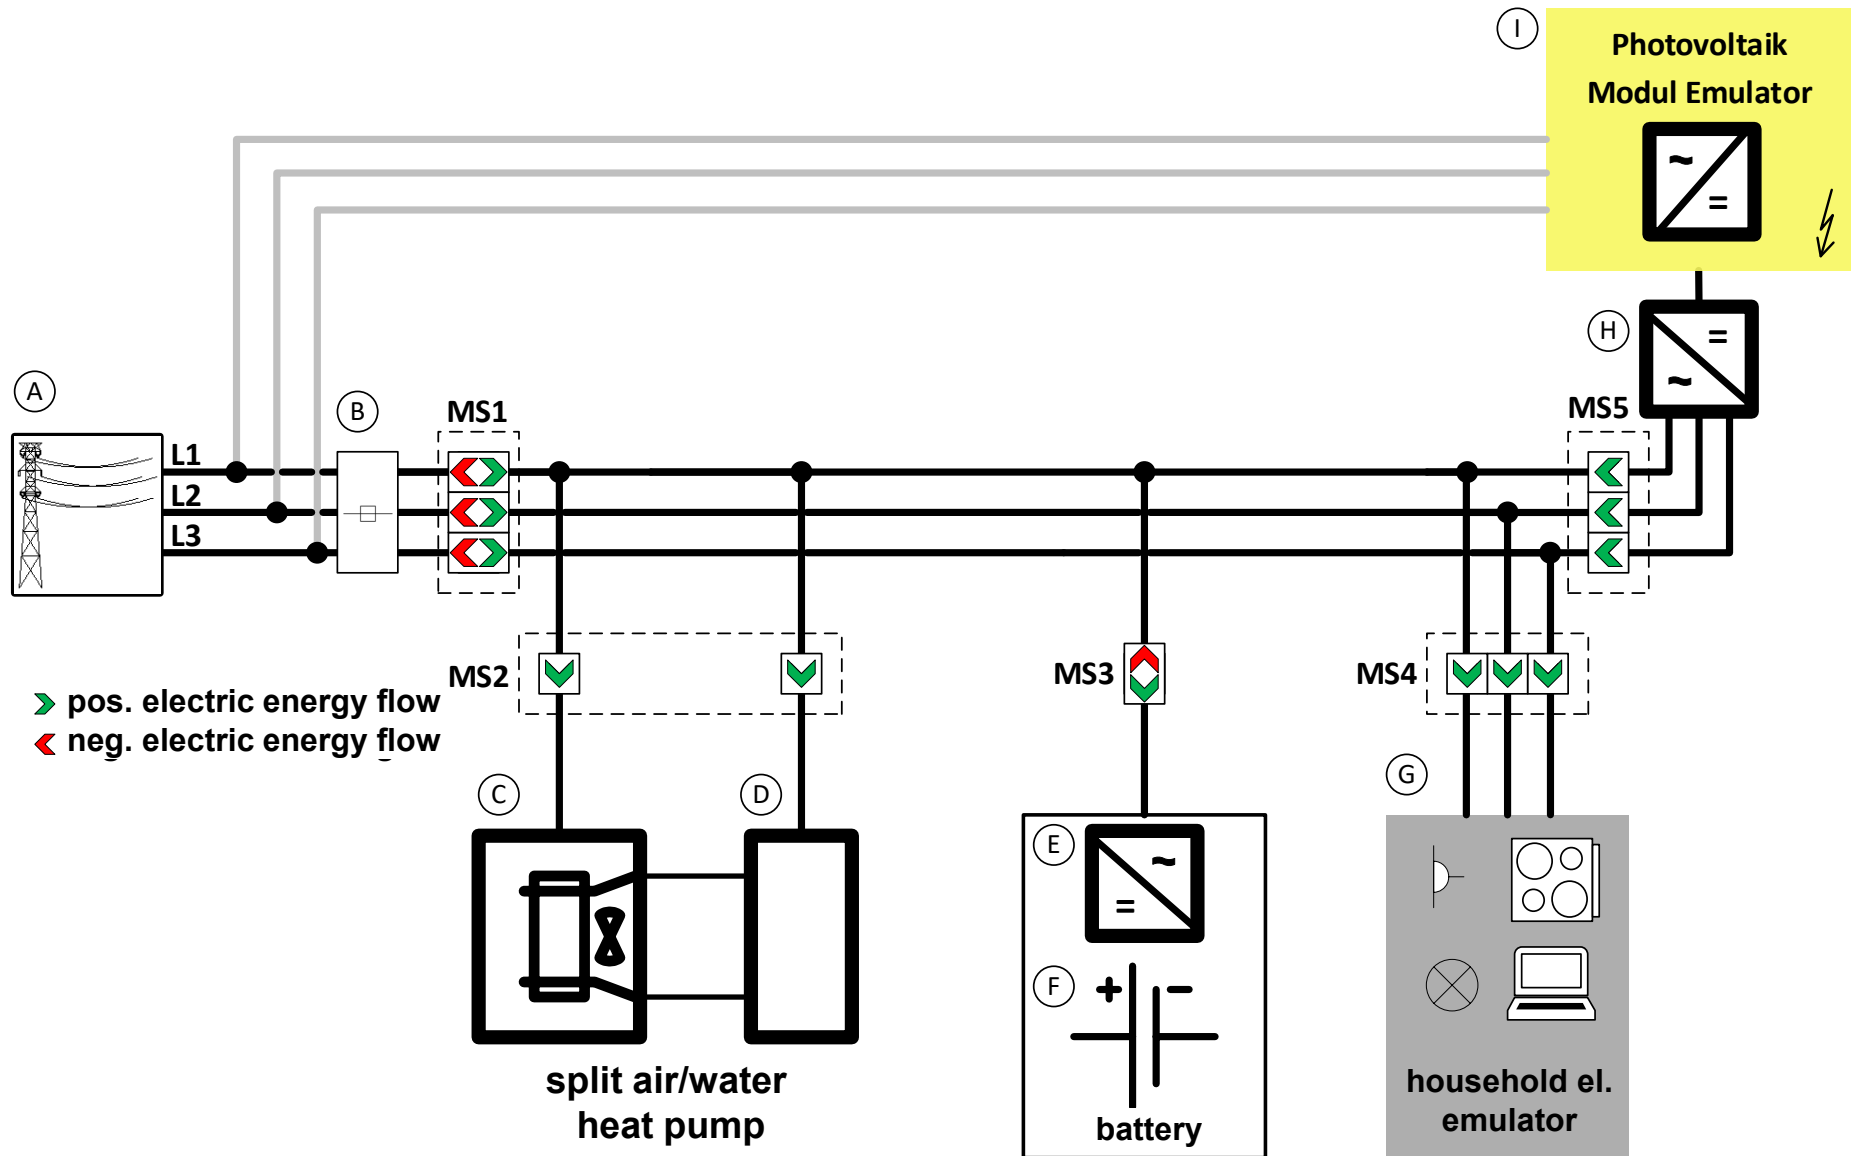 I
Photovoltaik
Modul Emulator
~
=
H
=
~
A
B
MS1
MS5
L1
L2
L3
MS2
MS3
MS4
pos. electric energy flow
neg. electric energy flow
C
D
E
~
=
F
+ −
G
split air/water
heat pump
battery
household el.
emulator